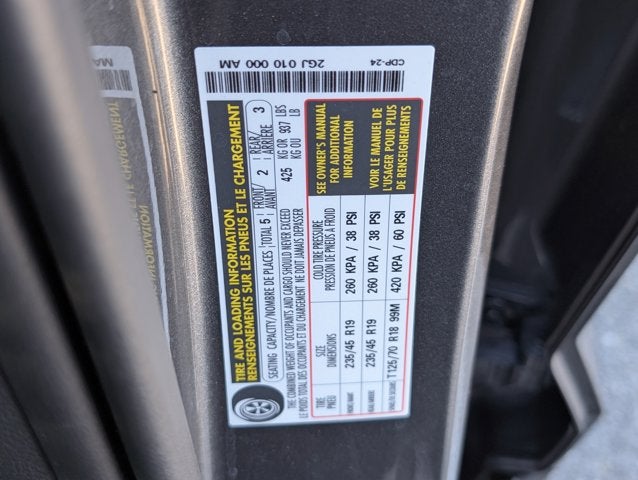 2GJ 010 000 AM
CDP-24
TIRE AND LOADING INFORMATION
RENSEIGNEMENTS SUR LES PNEUS ET LE CHARGEMENT
SEATING CAPACITY/NOMBRE DE PLACES TOTAL 5 FRONT/AVANT 2 REAR/ARRIÈRE 3
THE COMBINED WEIGHT OF OCCUPANTS AND CARGO SHOULD NEVER EXCEED 425 KG OR 937 LBS
LE POIDS TOTAL DES OCCUPANTS ET DU CHARGEMENT NE DOIT JAMAIS DEPASSER KG OU LB
TIRE SIZE COLD TIRE PRESSURE SEE OWNER'S MANUAL
PNEU DIMENSIONS PRESSION DE PNEUS À FROID FOR ADDITIONAL
INFORMATION
235/45 R19 260 KPA / 38 PSI
235/45 R19 260 KPA / 38 PSI
T125/70 R18 99M 420 KPA / 60 PSI
VOIR LE MANUEL DE
L'USAGER POUR PLUS
DE RENSEIGNEMENTS